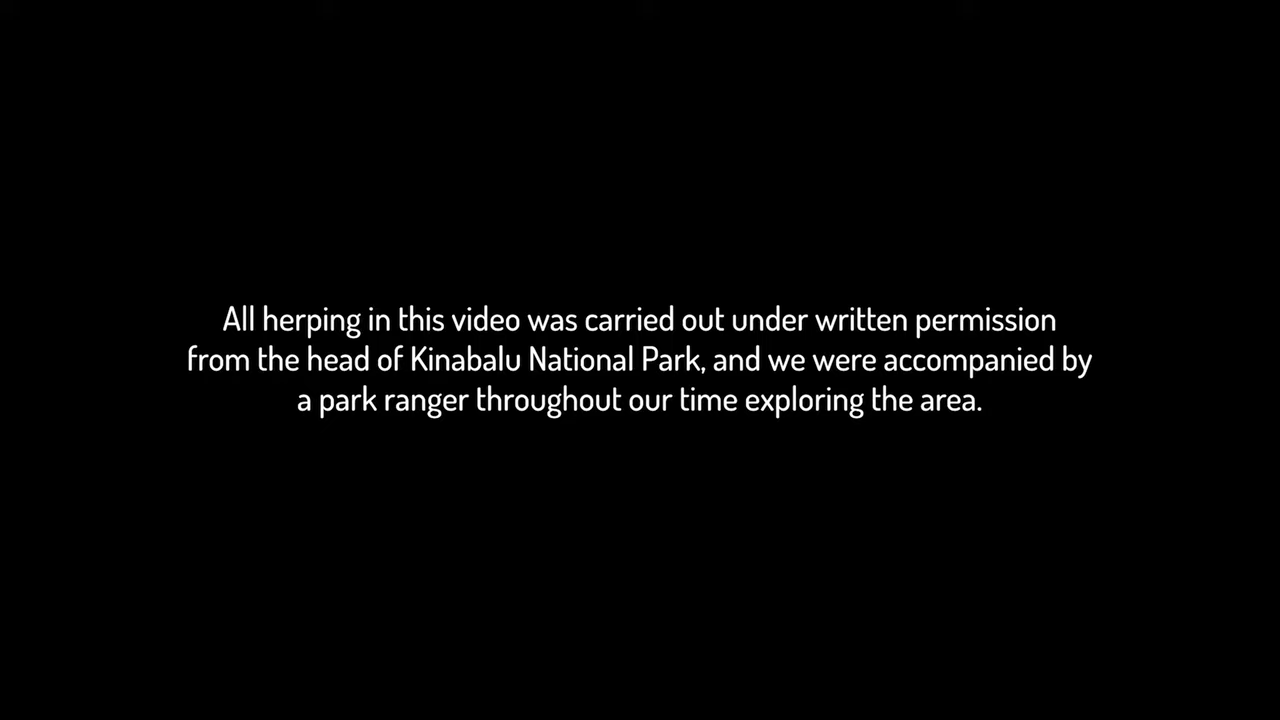 All herping in this video was carried out under written permission
from the head of Kinabalu National Park, and we were accompanied by
a park ranger throughout our time exploring the area.